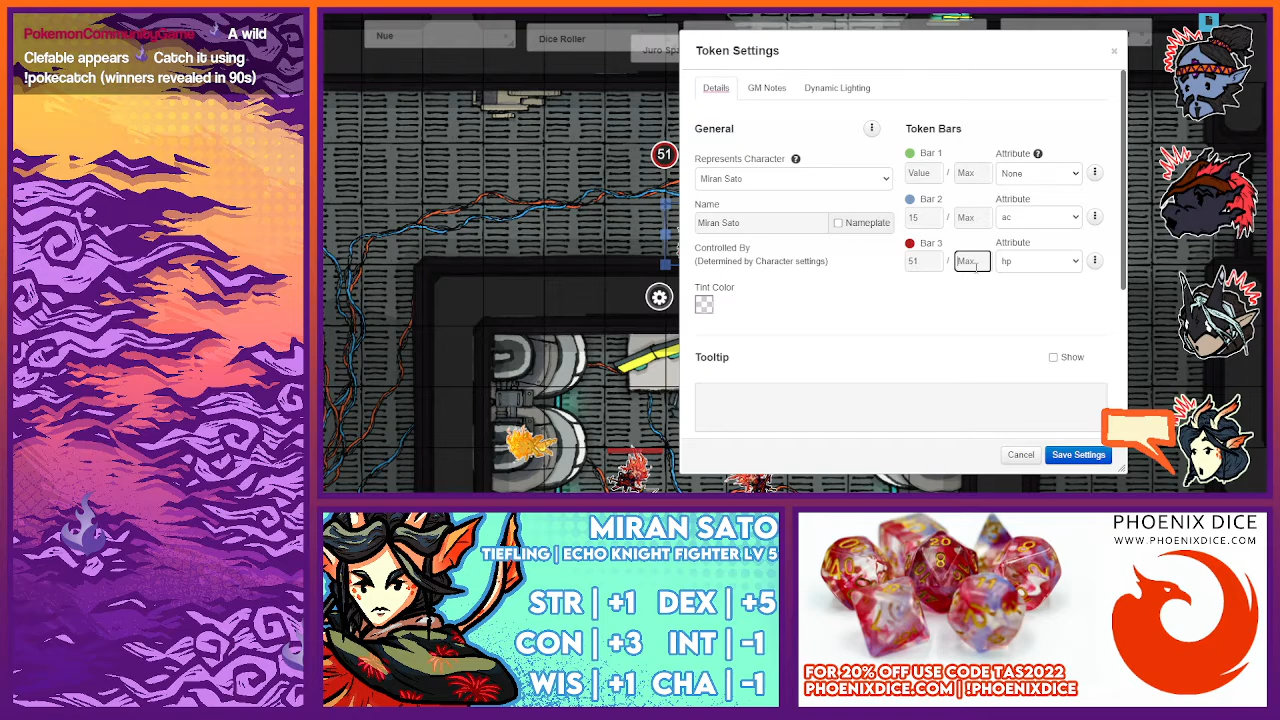 PokemonCommunityGame A wild
Clefable appears Catch it using
!pokecatch (winners revealed in 90s)
Nue
Dice Roller
Juro Spa
51
Token Settings
×
Details
GM Notes
Dynamic Lighting
General
Represents Character ?
Miran Sato
Name
Miran Sato
Nameplate
Controlled By
(Determined by Character settings)
Tint Color
Token Bars
Bar 1
Attribute ?
Value / Max
None
Bar 2
Attribute
15 / Max
ac
Bar 3
Attribute
51 / Max
hp
Tooltip
Show
Cancel
Save Settings
MIRAN SATO
TIEFLING | ECHO KNIGHT FIGHTER LV 5
STR | +1 DEX | +5
CON | +3 INT | -1
WIS | +1 CHA | -1
PHOENIX DICE
WWW.PHOENIXDICE.COM
20
8
FOR 20% OFF USE CODE TAS2022
PHOENIXDICE.COM | !PHOENIXDICE